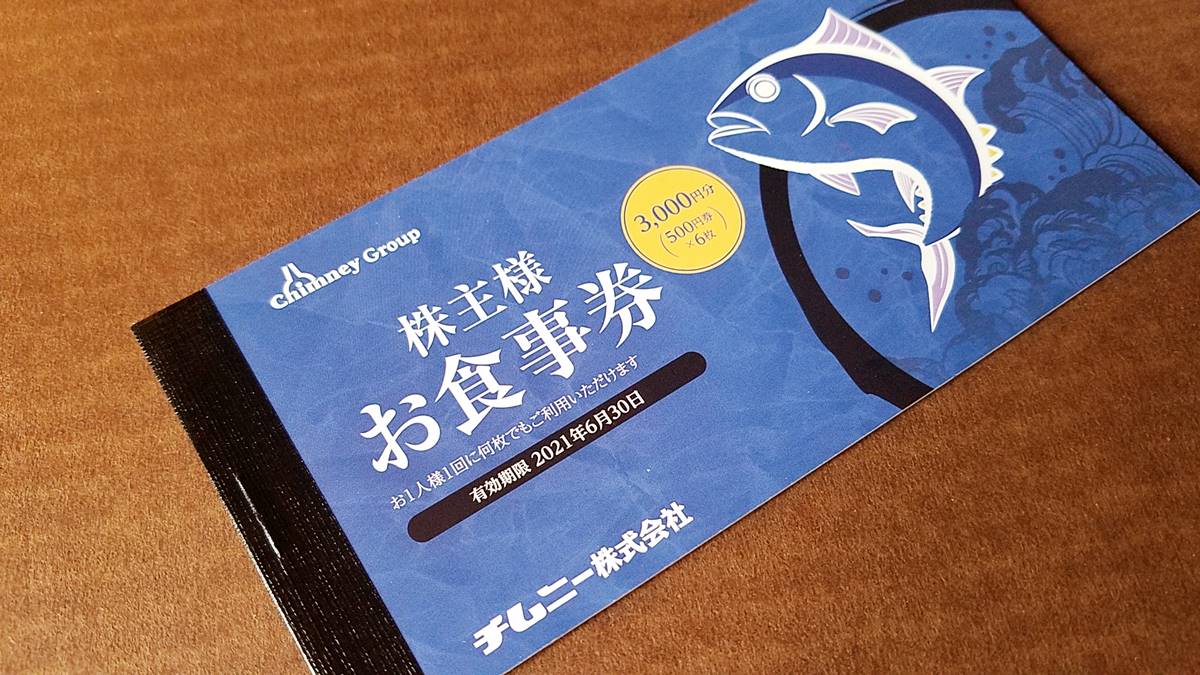 Chimney Group
3,000円分
(500円券
×6枚)
株主様
お食事券
お1人様1回に何枚でもご利用いただけます
有効期限 2021年6月30日
チムニー株式会社